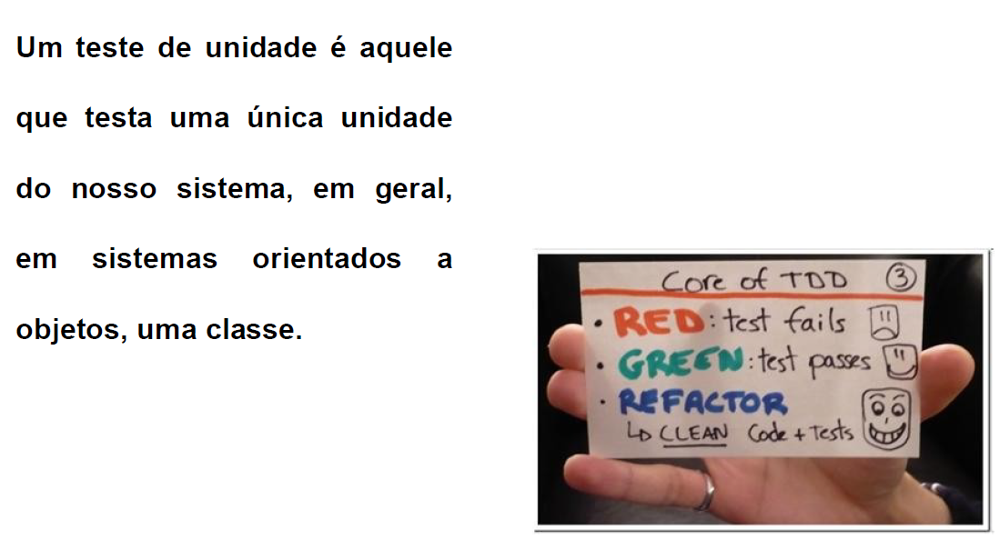 Um teste de unidade é aquele
que testa uma única unidade
do nosso sistema, em geral,
em sistemas orientados a
objetos, uma classe.
Core of TDD ③
• RED: test fails
• GREEN: test passes
• REFACTOR
↳ CLEAN Code + Tests